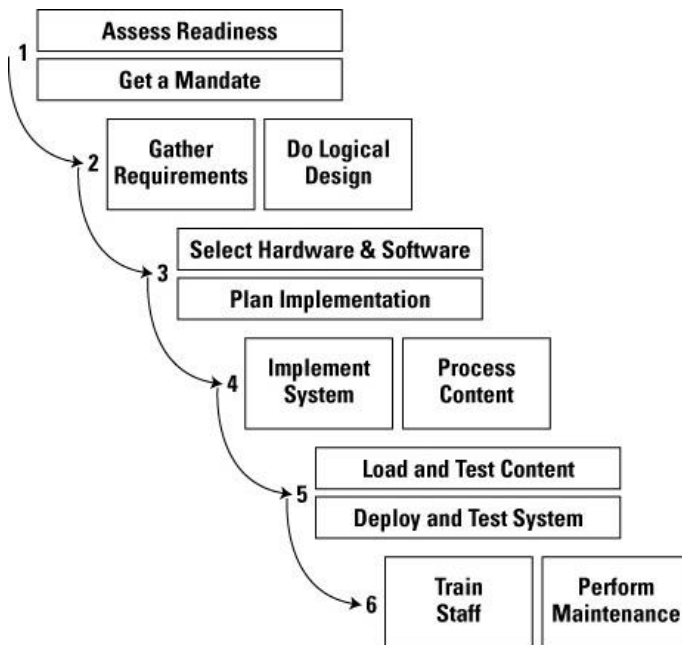 Assess Readiness
1
Get a Mandate
2
Gather
Requirements
Do Logical
Design
Select Hardware & Software
3
Plan Implementation
4
Implement
System
Process
Content
Load and Test Content
5
Deploy and Test System
6
Train
Staff
Perform
Maintenance